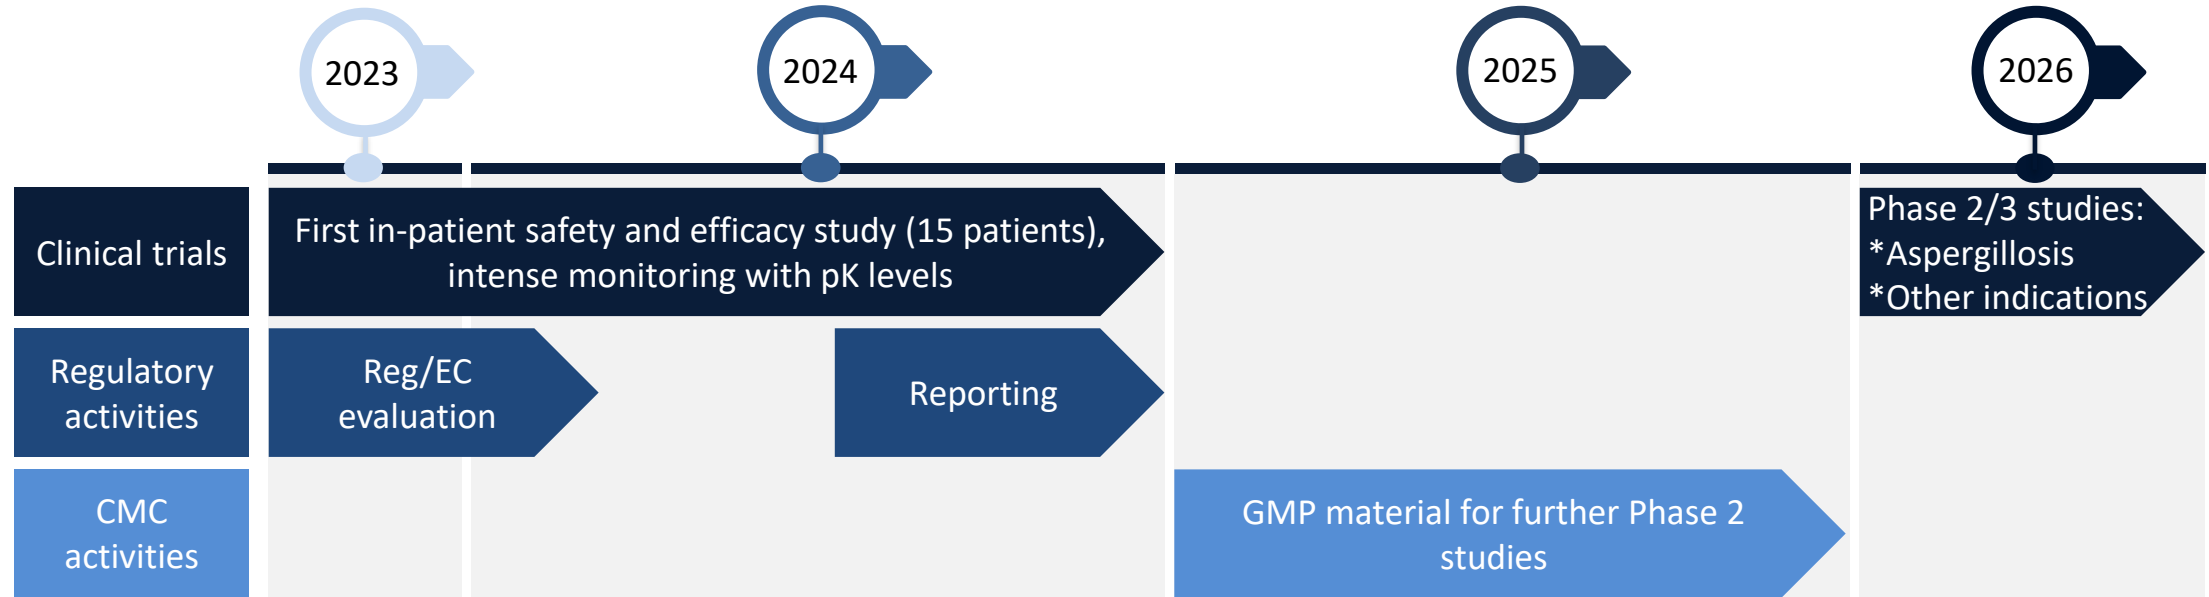 2023
2024
2025
2026
Clinical trials
First in-patient safety and efficacy study (15 patients),
intense monitoring with pK levels
Phase 2/3 studies:
*Aspergillosis
*Other indications
Regulatory
activities
Reg/EC
evaluation
Reporting
CMC
activities
GMP material for further Phase 2
studies